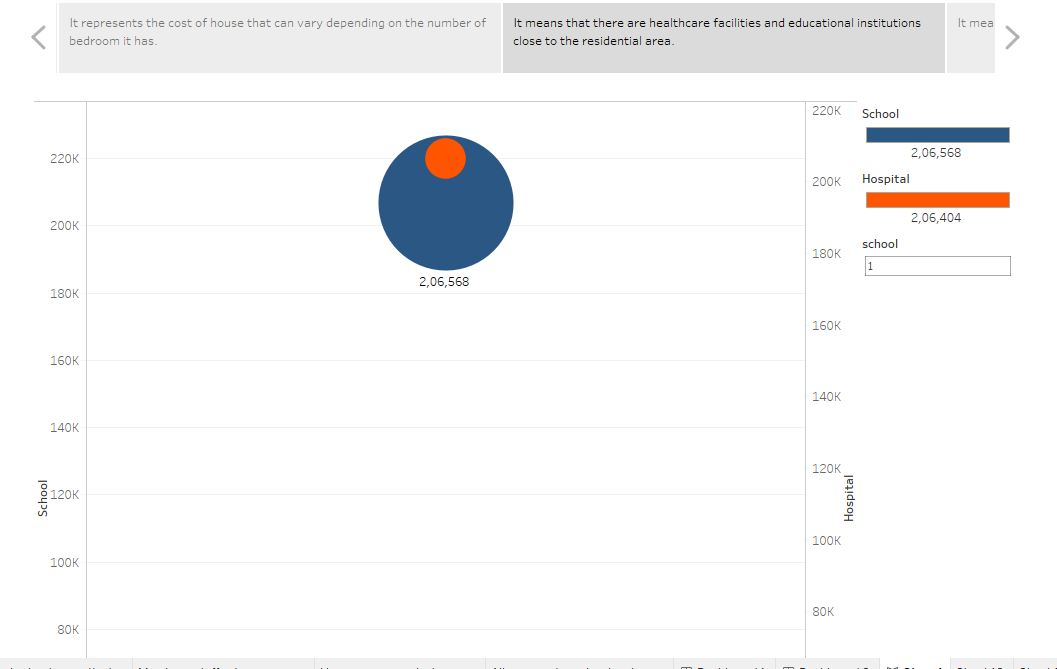 It represents the cost of house that can vary depending on the number of
bedroom it has.
It means that there are healthcare facilities and educational institutions
close to the residential area.
It mea
220K
200K
180K
160K
140K
120K
100K
80K
School
2,06,568
220K
200K
180K
160K
140K
120K
100K
80K
Hospital
School
2,06,568
Hospital
2,06,404
school
1